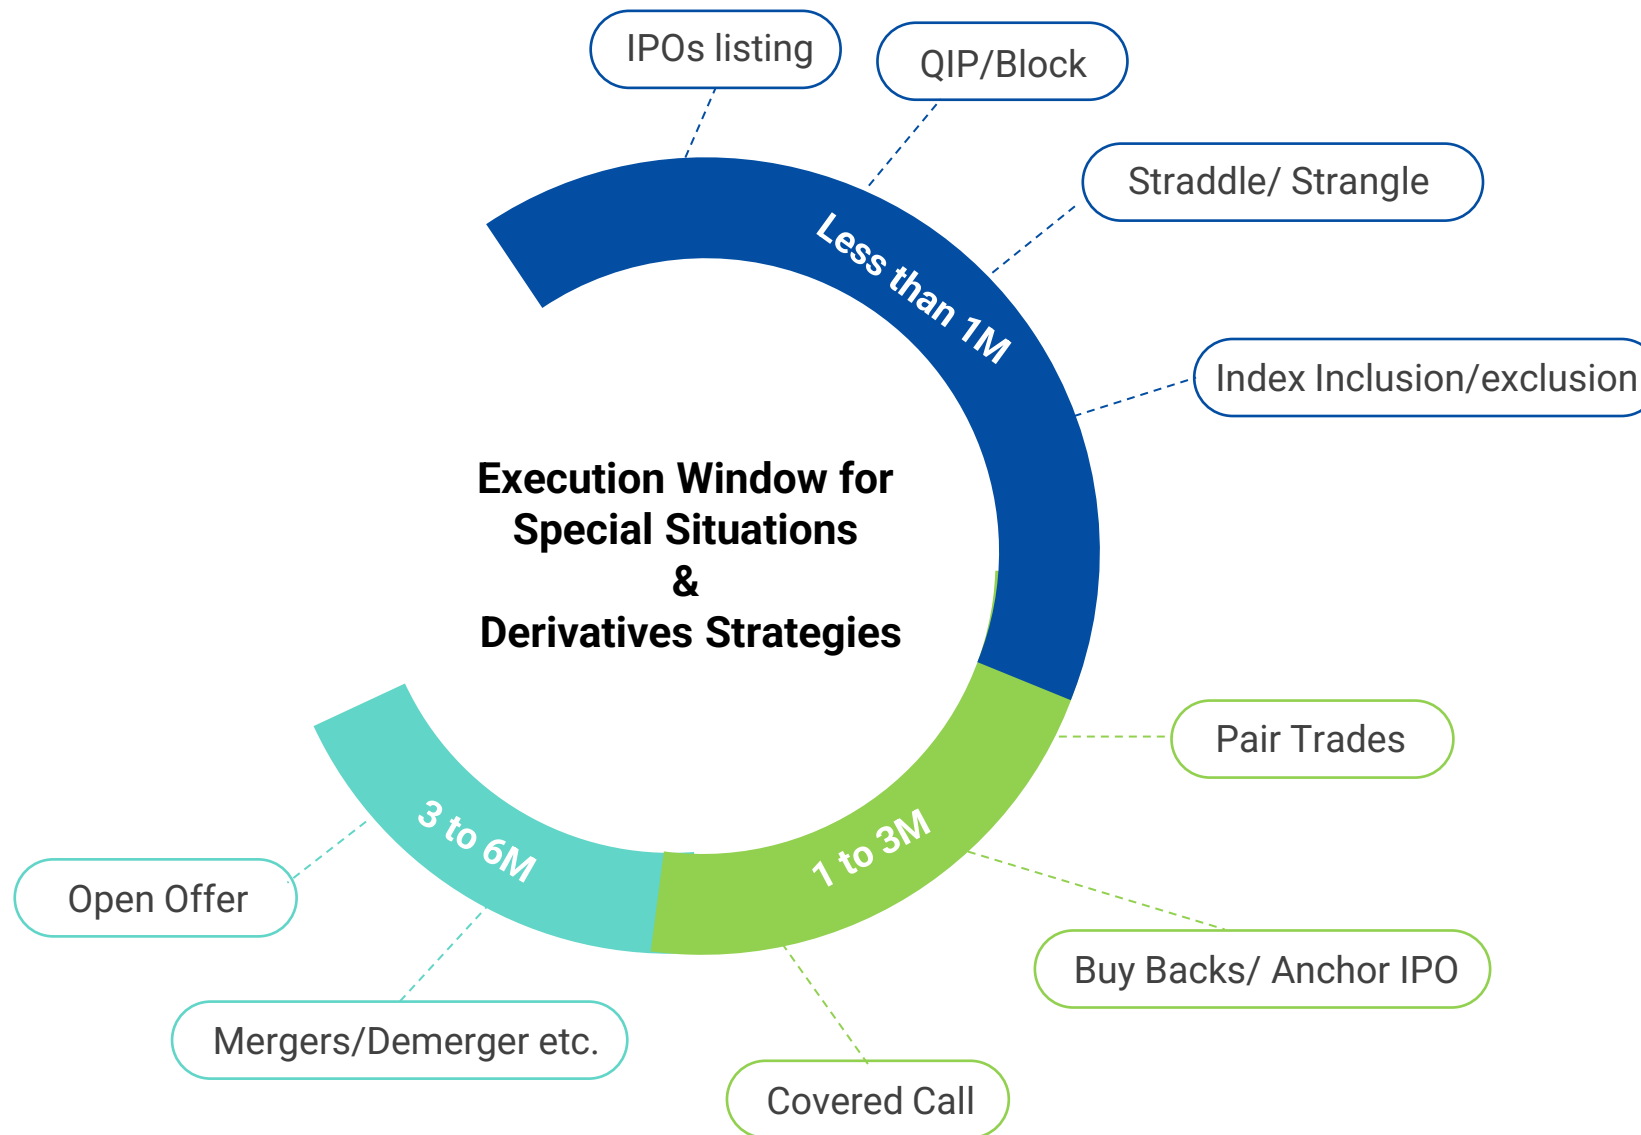 IPOs listing
QIP/Block
Straddle/ Strangle
Less than 1M
Index Inclusion/exclusion
Execution Window for
Special Situations
&
Derivatives Strategies
Pair Trades
1 to 3M
3 to 6M
Open Offer
Buy Backs/ Anchor IPO
Mergers/Demerger etc.
Covered Call